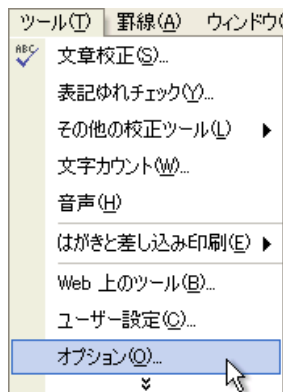 ツール(T) 罫線(A) ウィンドウ(
ABC 文章校正(S)...
表記ゆれチェック(Y)...
その他の校正ツール(L)
文字カウント(W)...
音声(H)
はがきと差し込み印刷(E)
Web 上のツール(B)...
ユーザー設定(C)...
オプション(O)...